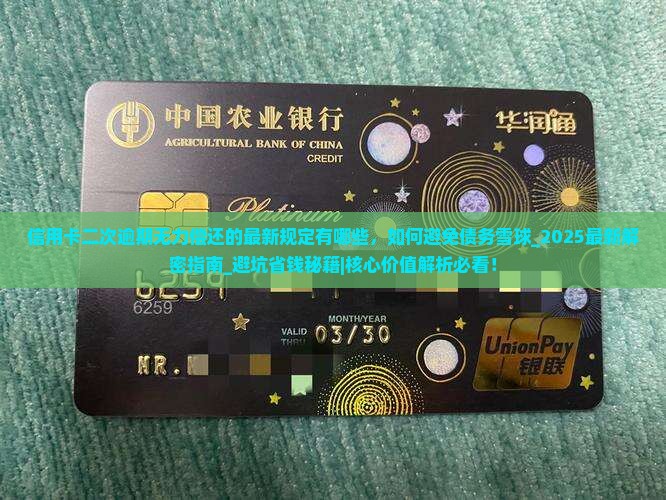 中国农业银行
AGRICULTURAL BANK OF CHINA
CREDIT
华润通
Platinum
信用卡二次逾期无力偿还的最新规定有哪些，如何避免债务雪球_2025最新解
密指南_避坑省钱秘籍|核心价值解析必看！
6259
6259
MONTH/YEAR
VALID
THRU
03/30
MR.
UnionPay
银联